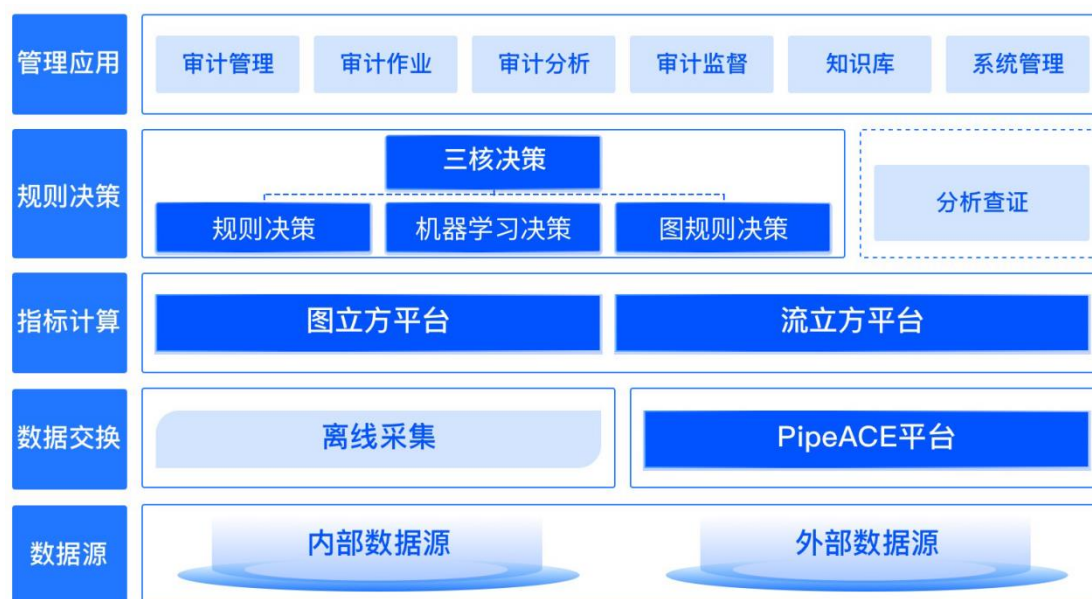 管理应用
审计管理
审计作业
审计分析
审计监督
知识库
系统管理
规则决策
三核决策
规则决策
机器学习决策
图规则决策
分析查证
指标计算
图立方平台
流立方平台
数据交换
离线采集
PipeACE平台
数据源
内部数据源
外部数据源